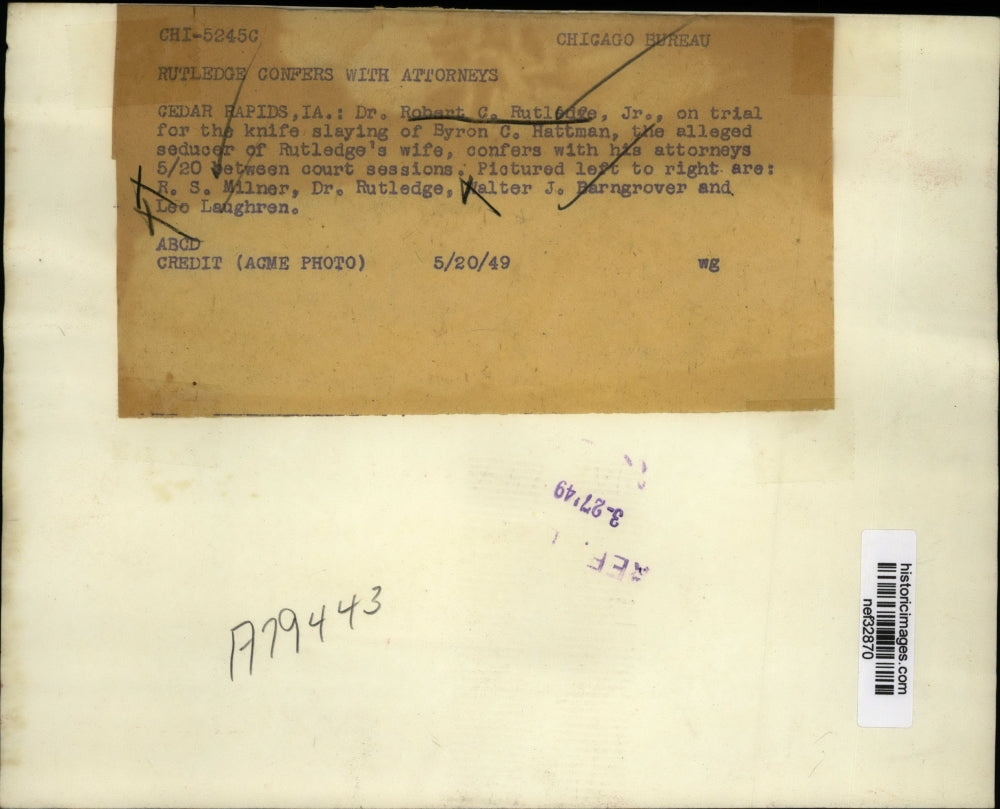 CHI-5245C CHICAGO BUREAU
RUTLEDGE CONFERS WITH ATTORNEYS
CEDAR RAPIDS, IA.: Dr. Robert C. Rutledge, Jr., on trial
for the knife slaying of Byron C. Hattman, the alleged
seducer of Rutledge's wife, confers with his attorneys
5/20 between court sessions. Pictured left to right are:
R. S. Milner, Dr. Rutledge, Walter J. Barngrover and
Leo Laughren.
ABCD
CREDIT (ACME PHOTO) 5/20/49 wg
3-27'49
REF.
A79443
historicimages.com
nef32870